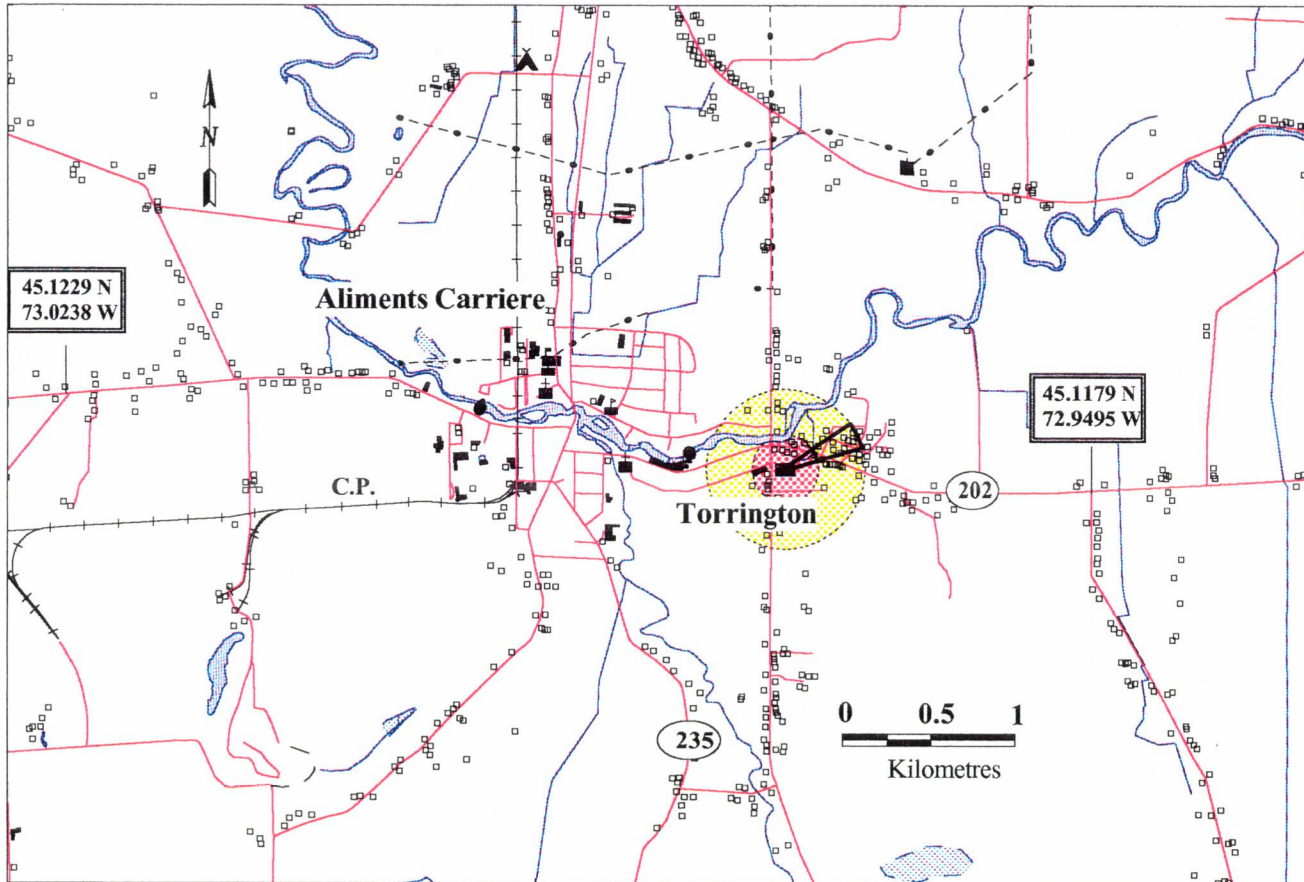 N
45.1229 N
73.0238 W
Aliments Carriere
45.1179 N
72.9495 W
C.P.
202
Torrington
0 0.5 1
235
Kilometres